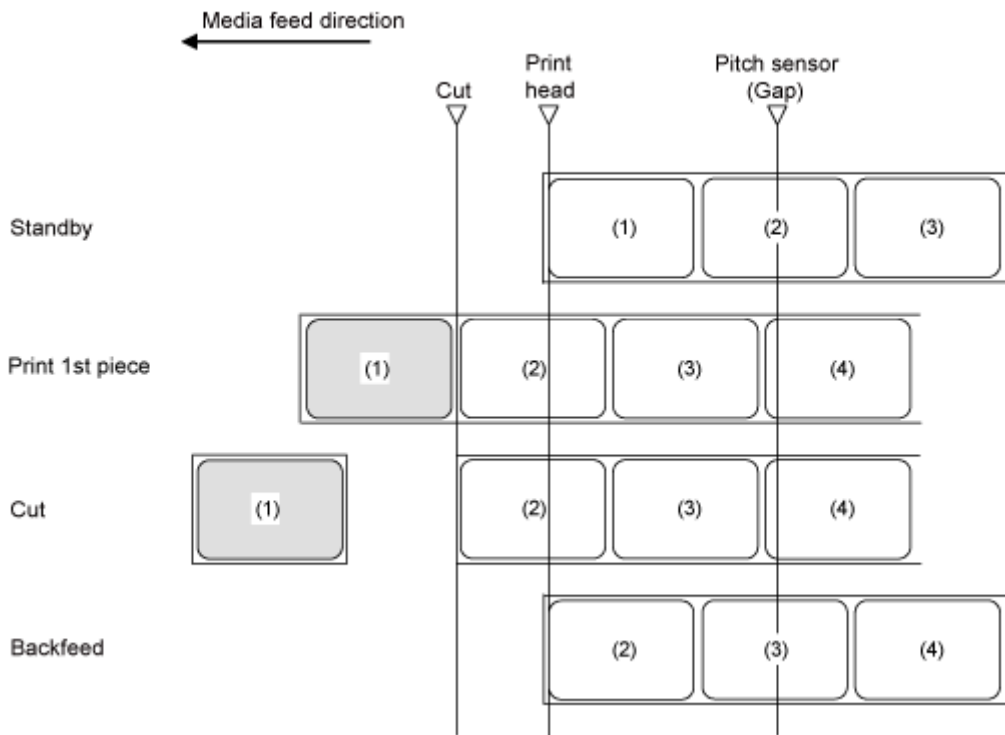 Media feed direction
Cut
Print
head
Pitch sensor
(Gap)
Standby
(1)
(2)
(3)
Print 1st piece
(1)
(2)
(3)
(4)
Cut
(1)
(2)
(3)
(4)
Backfeed
(2)
(3)
(4)